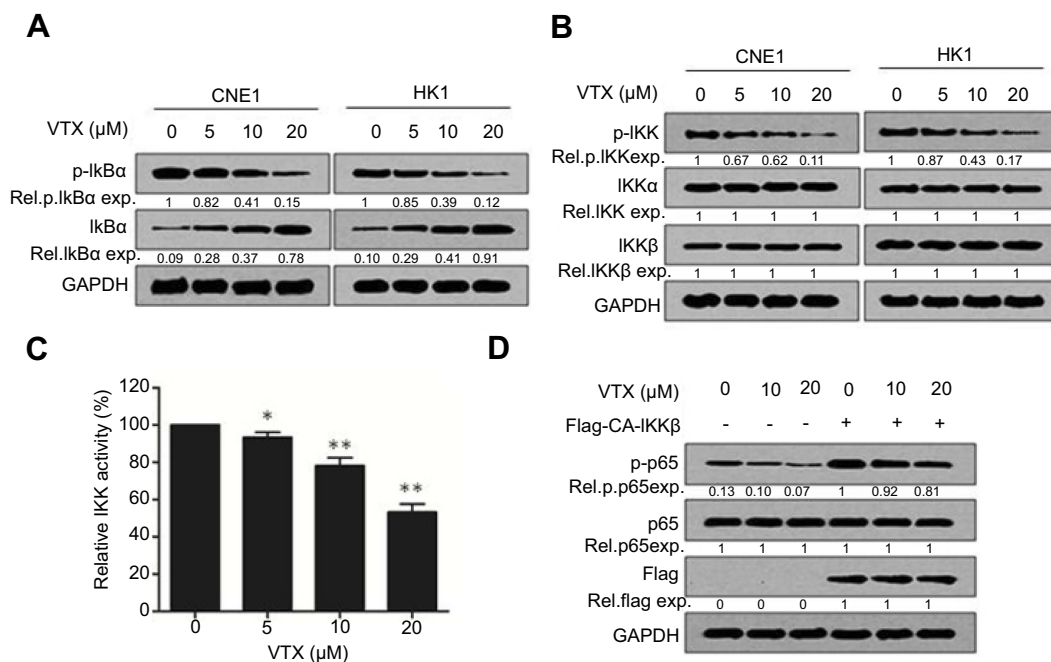 A
CNE1 HK1
VTX (μM) 0 5 10 20 0 5 10 20
p-IkBα
Rel.p.IkBα exp. 1 0.82 0.41 0.15 1 0.85 0.39 0.12
IkBα
Rel.IkBα exp. 0.09 0.28 0.37 0.78 0.10 0.29 0.41 0.91
GAPDH
B
CNE1 HK1
VTX (μM) 0 5 10 20 0 5 10 20
p-IKK
Rel.p.IKKexp. 1 0.67 0.62 0.11 1 0.87 0.43 0.17
IKKα
Rel.IKK exp. 1 1 1 1 1 1 1 1
IKKβ
Rel.IKKβ exp. 1 1 1 1 1 1 1 1
GAPDH
C
Relative IKK activity (%)
120
100
80
60
40
20
0
* ** **
0 5 10 20
VTX (μM)
D
VTX (μM) 0 10 20 0 10 20
Flag-CA-IKKβ - - - + + +
p-p65
Rel.p.p65exp. 0.13 0.10 0.07 1 0.92 0.81
p65
Rel.p65exp. 1 1 1 1 1 1
Flag
Rel.flag exp. 0 0 0 1 1 1
GAPDH